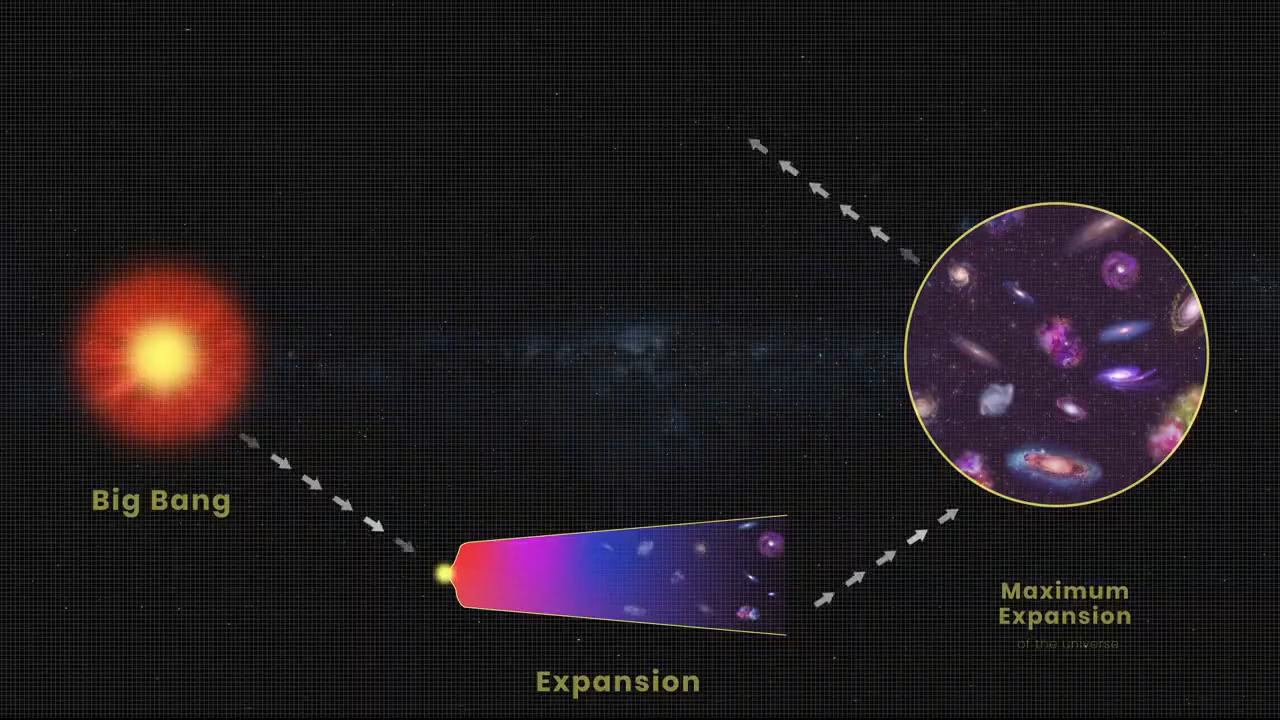 Big Bang
Expansion
Maximum
Expansion
of the universe